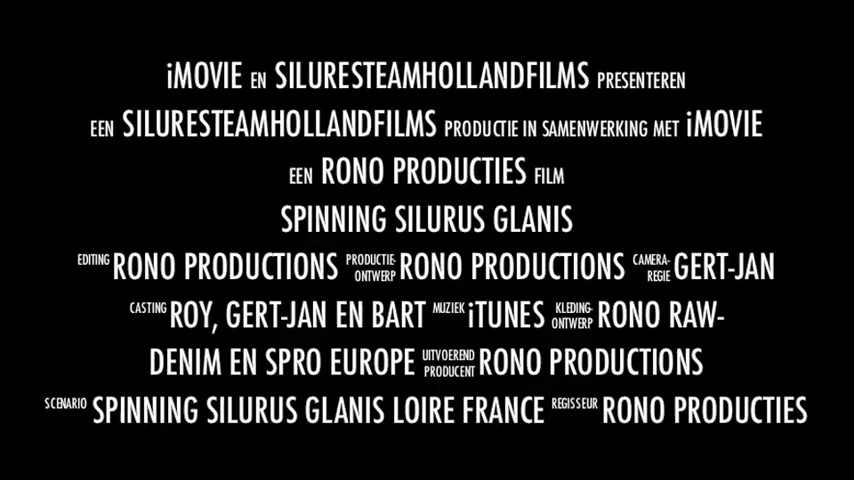 iMOVIE EN SILURESTEAMHOLLANDFILMS PRESENTEREN
EEN SILURESTEAMHOLLANDFILMS PRODUCTIE IN SAMENWERKING MET iMOVIE
EEN RONO PRODUCTIES FILM
SPINNING SILURUS GLANIS
EDITING RONO PRODUCTIONS PRODUCTIE-ONTWERP RONO PRODUCTIONS CAMERA-REGIE GERT-JAN
CASTING ROY, GERT-JAN EN BART MUZIEK iTUNES KLEDING-ONTWERP RONO RAW-
DENIM EN SPRO EUROPE UITVOEREND PRODUCENT RONO PRODUCTIONS
SCENARIO SPINNING SILURUS GLANIS LOIRE FRANCE REGISSEUR RONO PRODUCTIES